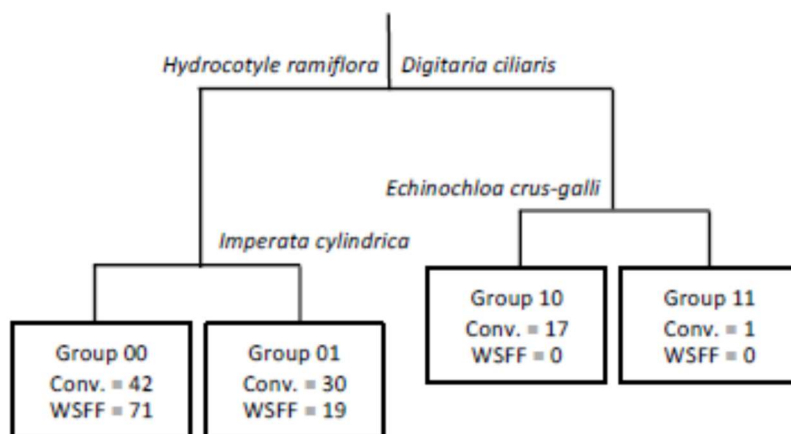 Hydrocotyle ramiflora Digitaria ciliaris
Echinochloa crus-galli
Imperata cylindrica
Group 00
Conv. = 42
WSFF = 71
Group 01
Conv. = 30
WSFF = 19
Group 10
Conv. = 17
WSFF = 0
Group 11
Conv. = 1
WSFF = 0